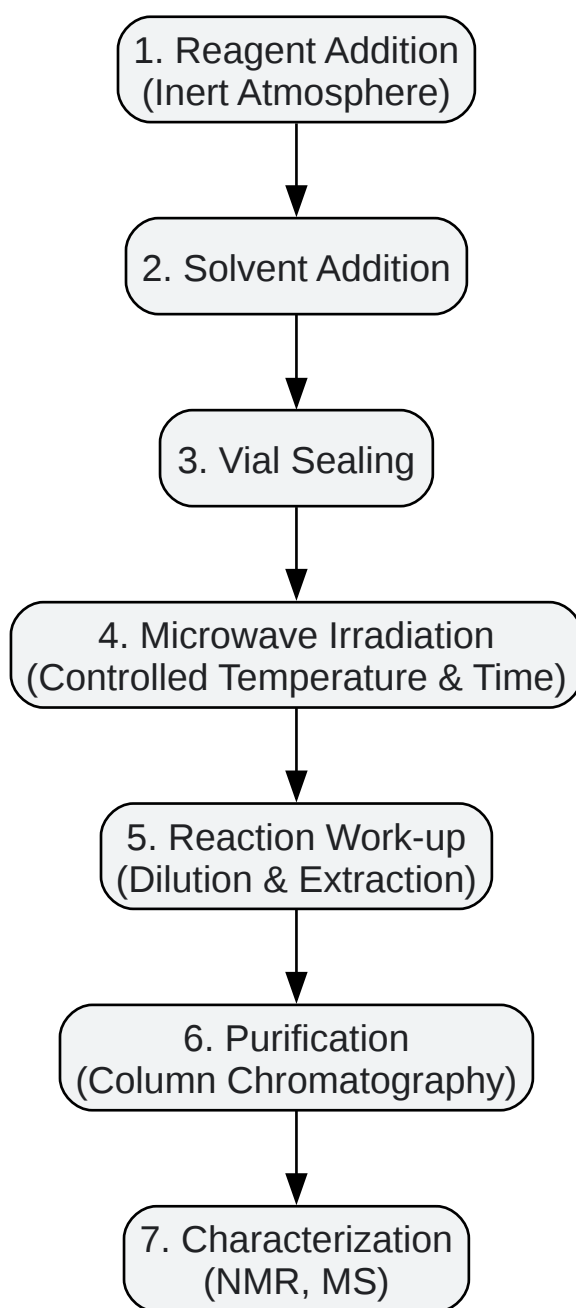 1. Reagent Addition
(Inert Atmosphere)
2. Solvent Addition
3. Vial Sealing
4. Microwave Irradiation
(Controlled Temperature & Time)
5. Reaction Work-up
(Dilution & Extraction)
6. Purification
(Column Chromatography)
7. Characterization
(NMR, MS)